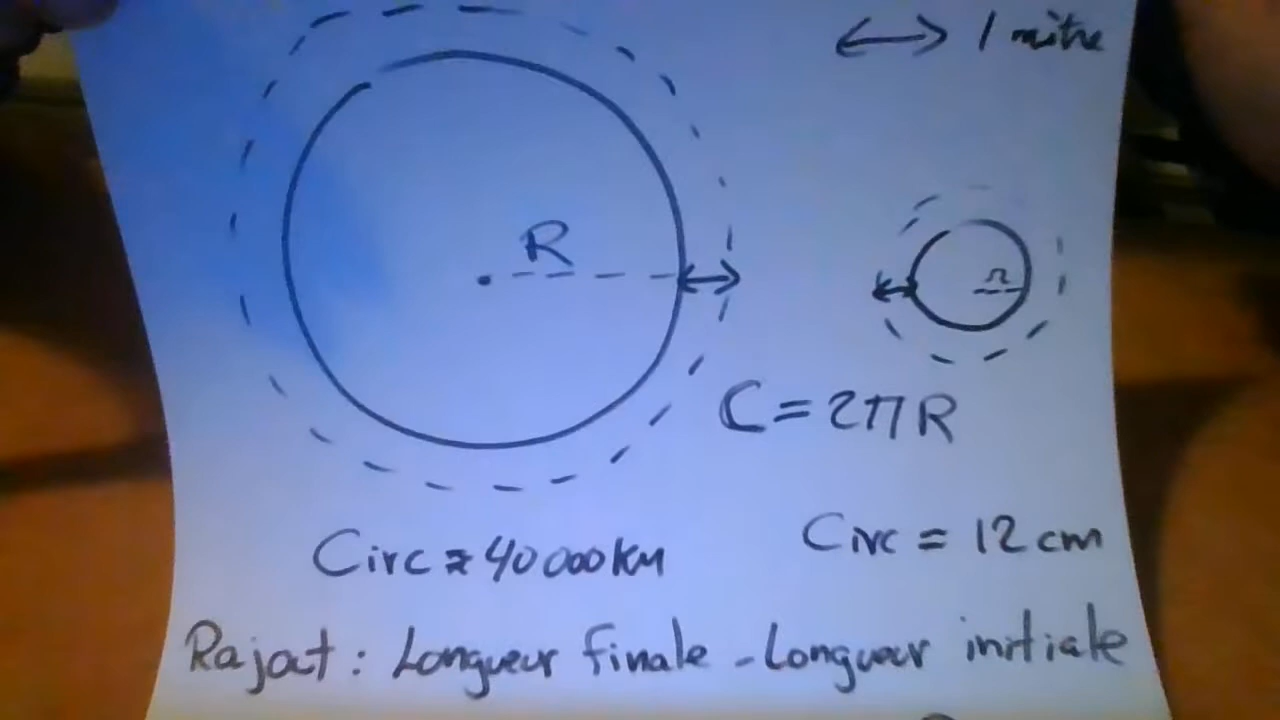 1 mètre
R
r
C = 2πR
Circ ≈ 40 000 km
Circ = 12 cm
Rajout : Longueur finale - Longueur initiale